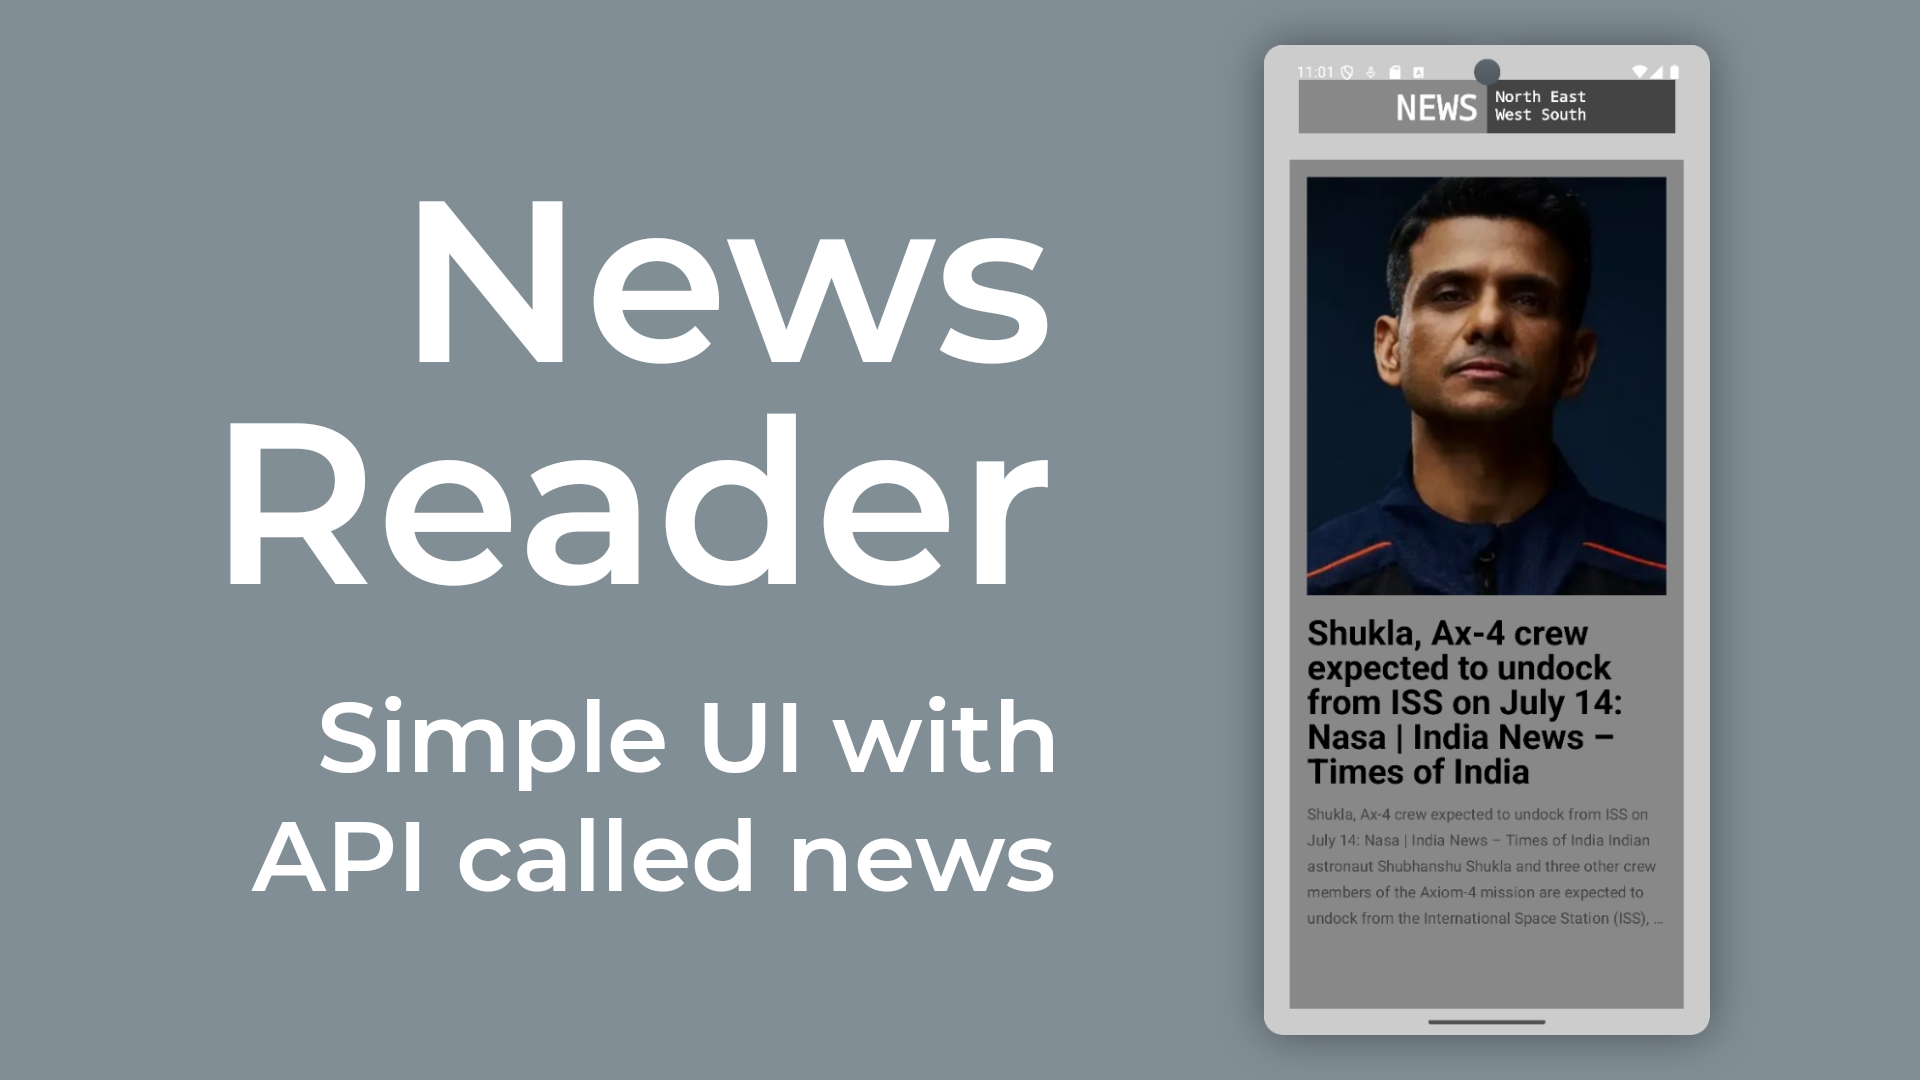 News
Reader
Simple UI with
API called news
11:01
NEWS
North East
West South
Shukla, Ax-4 crew
expected to undock
from ISS on July 14:
Nasa | India News –
Times of India
Shukla, Ax-4 crew expected to undock from ISS on
July 14: Nasa | India News – Times of India Indian
astronaut Shubhanshu Shukla and three other crew
members of the Axiom-4 mission are expected to
undock from the International Space Station (ISS), ...